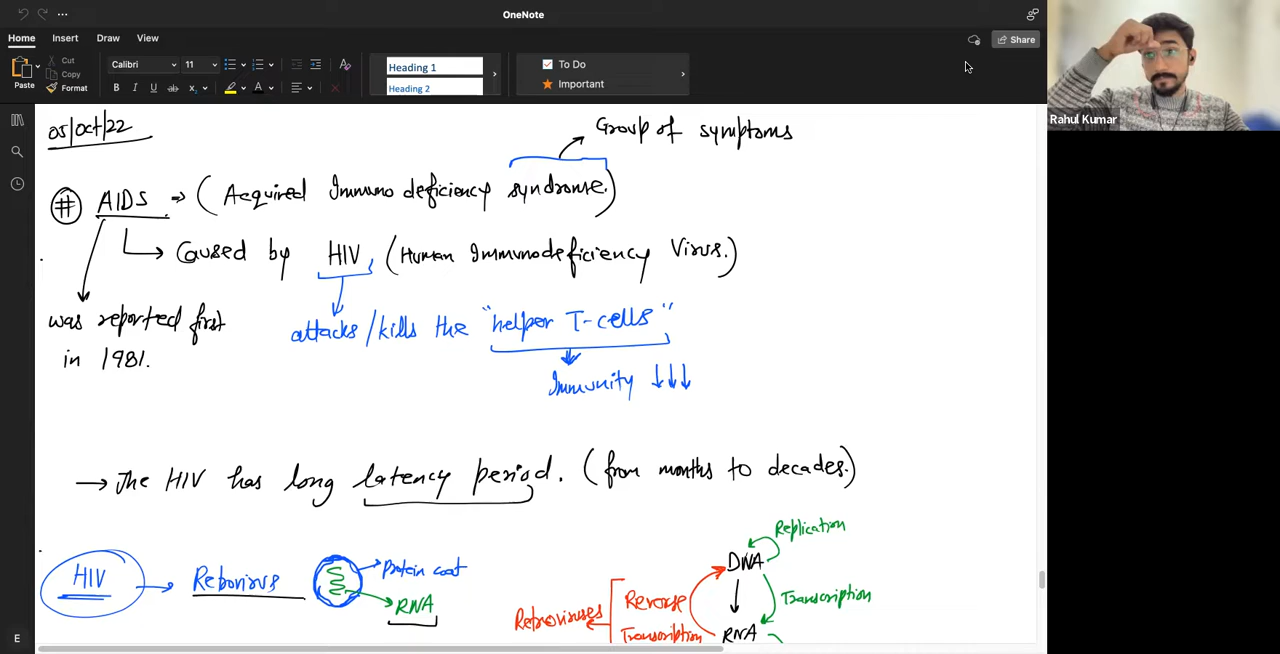 OneNote
Home Insert Draw View
Share
Paste
Cut
Copy
Format
Calibri 11
B I U ab x A
Heading 1
Heading 2
To Do
Important
Rahul Kumar
05/Oct/22
Group of symptoms
# AIDS → (Acquired Immuno deficiency syndrome.)
Caused by HIV (Human Immunodeficiency Virus.)
was reported first
in 1981.
attacks/kills the "helper T-cells"
Immunity ↓↓↓
→ The HIV has long latency period. (from months to decades.)
HIV → Retrovirus
Protein coat
RNA
Replication
DNA
Transcription
RNA
Retroviruses
Reverse
Transcription
E